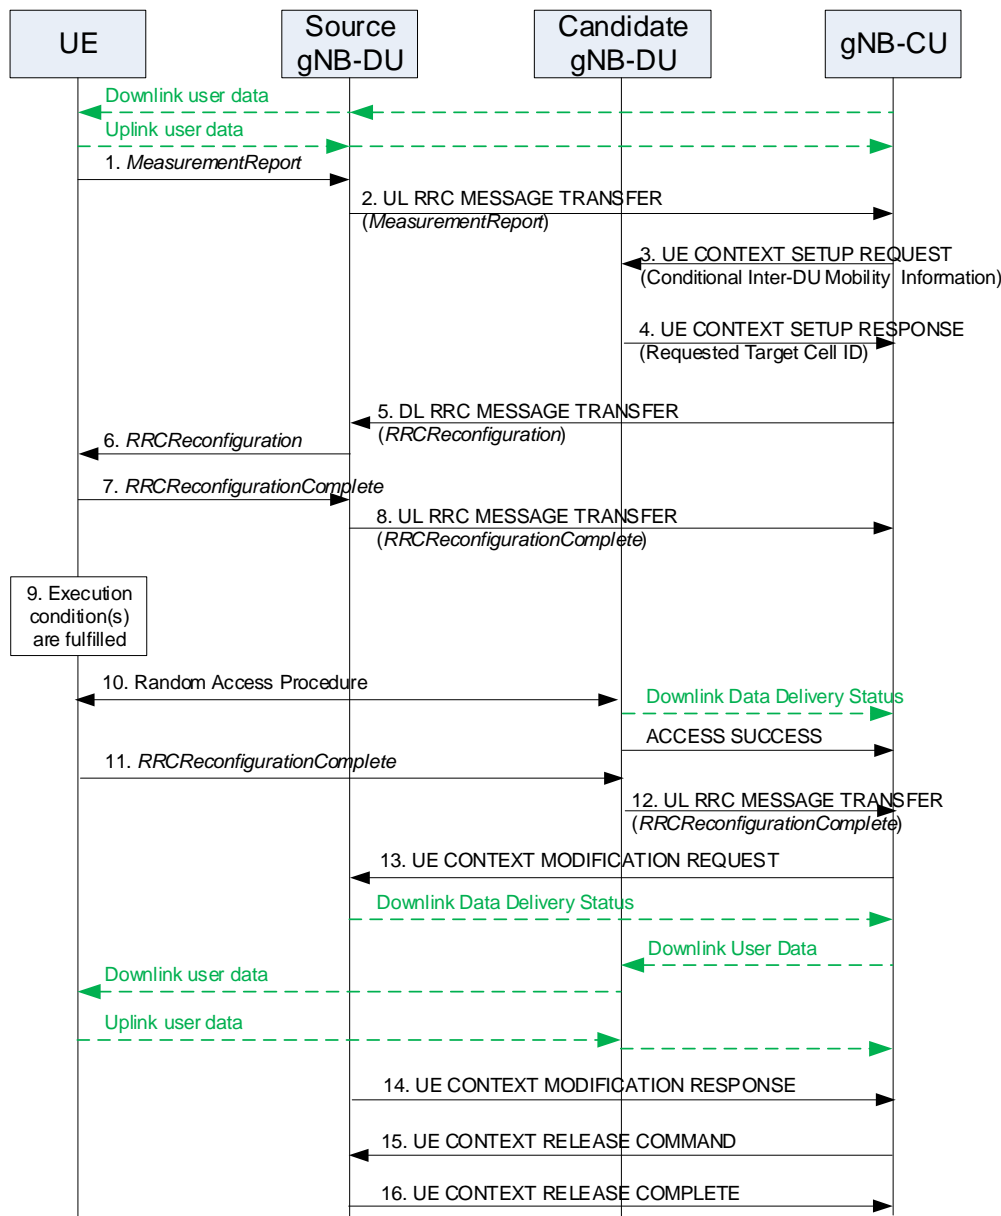 UE
Source
gNB-DU
Candidate
gNB-DU
gNB-CU
Downlink user data
Uplink user data
1. MeasurementReport
2. UL RRC MESSAGE TRANSFER
(MeasurementReport)
3. UE CONTEXT SETUP REQUEST
(Conditional Inter-DU Mobility Information)
4. UE CONTEXT SETUP RESPONSE
(Requested Target Cell ID)
5. DL RRC MESSAGE TRANSFER
(RRCReconfiguration)
6. RRCReconfiguration
7. RRCReconfigurationComplete
8. UL RRC MESSAGE TRANSFER
(RRCReconfigurationComplete)
9. Execution
condition(s)
are fulfilled
10. Random Access Procedure
Downlink Data Delivery Status
ACCESS SUCCESS
11. RRCReconfigurationComplete
12. UL RRC MESSAGE TRANSFER
(RRCReconfigurationComplete)
13. UE CONTEXT MODIFICATION REQUEST
Downlink Data Delivery Status
Downlink User Data
Downlink user data
Uplink user data
14. UE CONTEXT MODIFICATION RESPONSE
15. UE CONTEXT RELEASE COMMAND
16. UE CONTEXT RELEASE COMPLETE